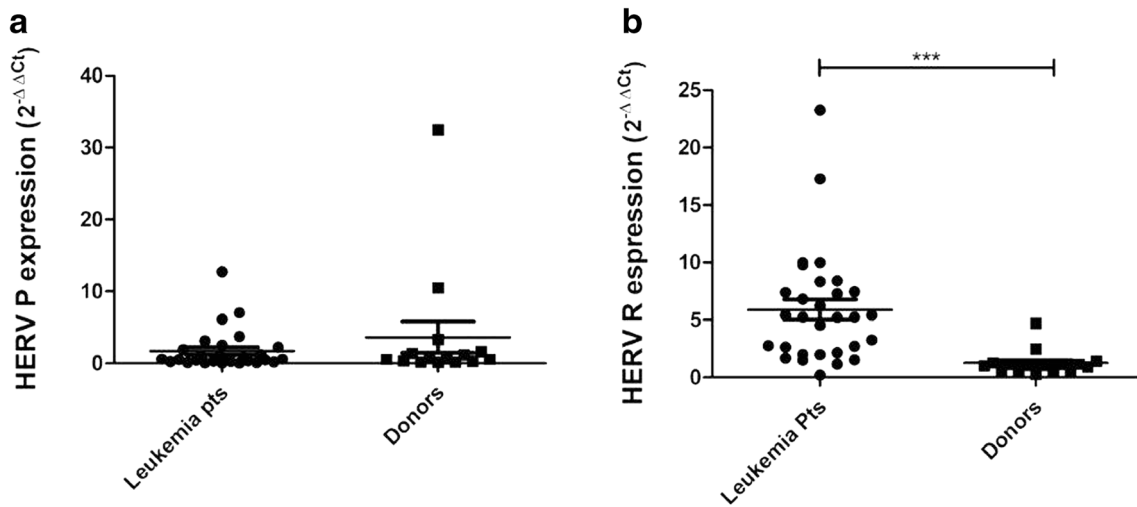 a
HERV P expression (2-ΔΔCt)
40
30
20
10
0
Leukemia pts
Donors
b
***
HERV R espression (2-ΔΔCt)
25
20
15
10
5
0
Leukemia Pts
Donors